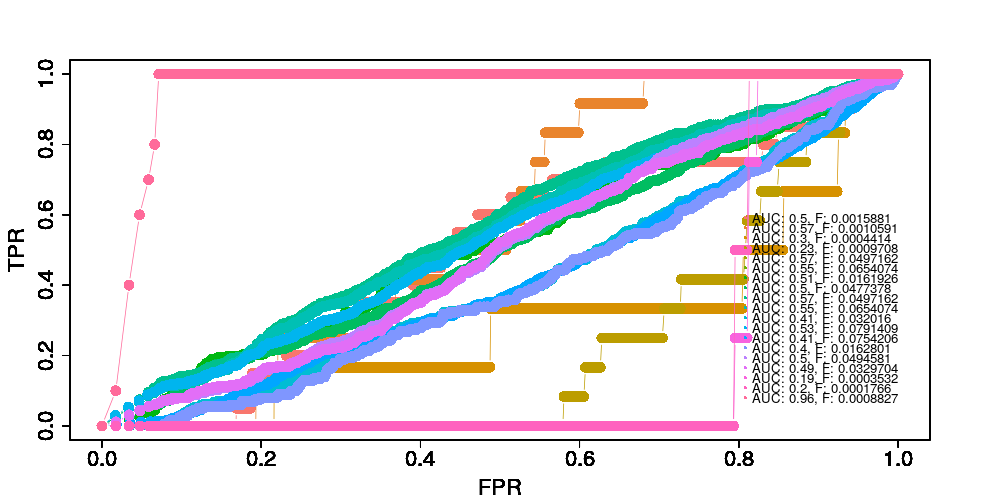 1.0
0.8
0.6
0.4
0.2
0.0
TPR
AUC: 0.5, F: 0.0015881
AUC: 0.57, F: 0.0010591
AUC: 0.3, F: 0.0004414
AUC: 0.23, F: 0.0009708
AUC: 0.57, F: 0.0497162
AUC: 0.55, F: 0.0654074
AUC: 0.51, F: 0.0161926
AUC: 0.5, F: 0.0477378
AUC: 0.57, F: 0.0497162
AUC: 0.55, F: 0.0654074
AUC: 0.41, F: 0.032016
AUC: 0.53, F: 0.0791409
AUC: 0.41, F: 0.0754206
AUC: 0.4, F: 0.0162801
AUC: 0.5, F: 0.0494581
AUC: 0.49, F: 0.0329704
AUC: 0.19, F: 0.0003532
AUC: 0.2, F: 0.0001766
AUC: 0.96, F: 0.0008827
0.0 0.2 0.4 0.6 0.8 1.0
FPR